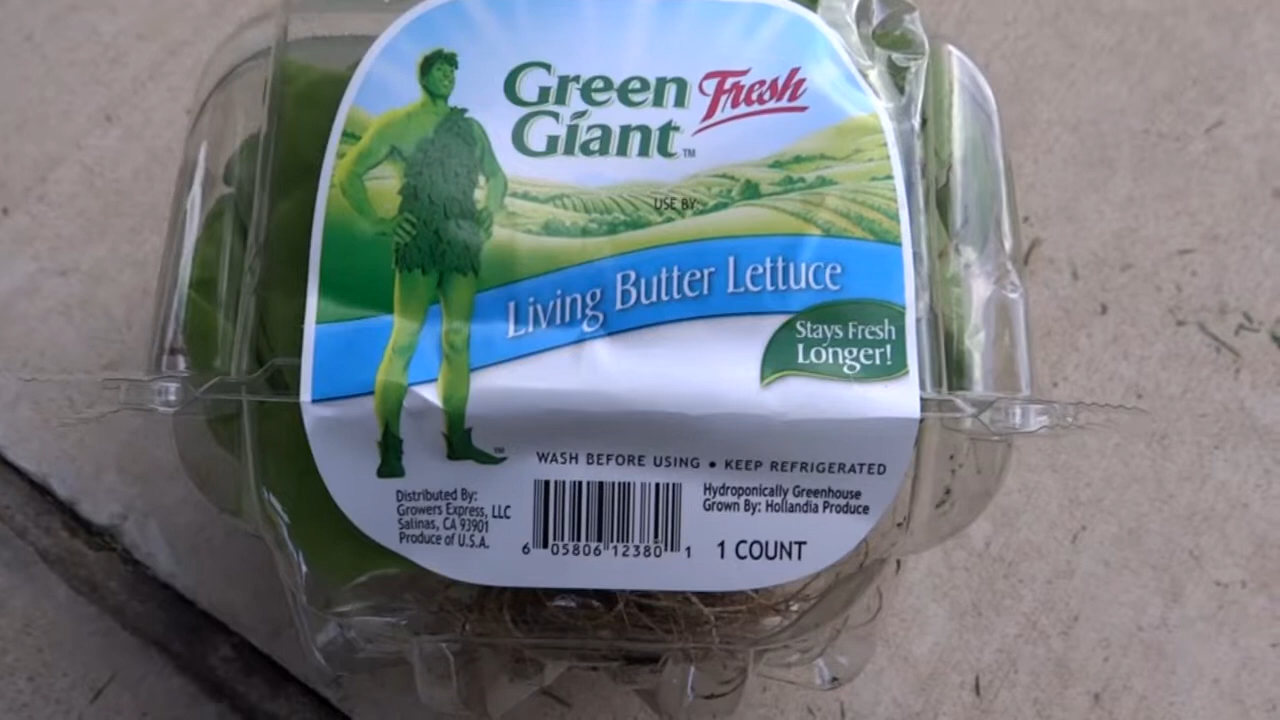 Green Fresh
Giant™
USE BY:
Living Butter Lettuce
Stays Fresh
Longer!
TM
WASH BEFORE USING • KEEP REFRIGERATED
Distributed By:
Growers Express, LLC
Salinas, CA 93901
Produce of U.S.A.
6 05806 12380 1
Hydroponically Greenhouse
Grown By: Hollandia Produce
1 COUNT